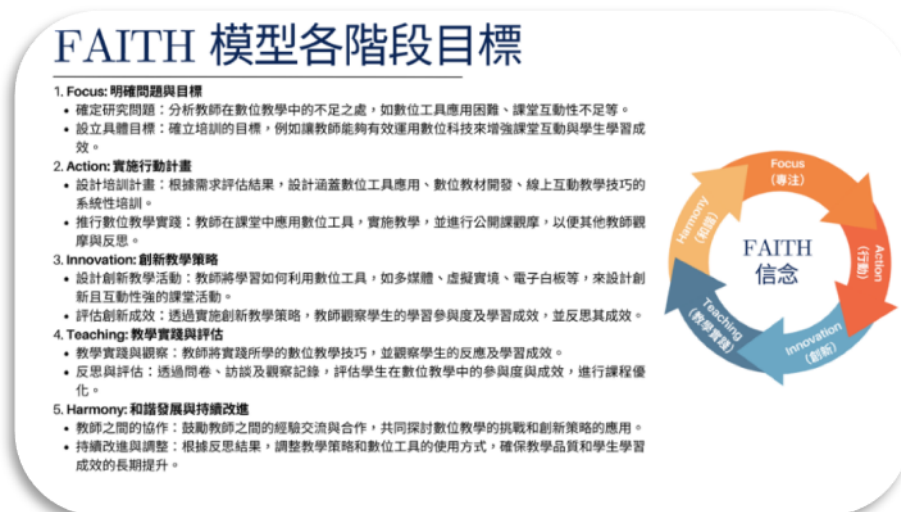 FAITH 模型各階段目標
1. Focus: 明確問題與目標
• 確定研究問題：分析教師在數位教學中的不足之處，如數位工具應用困難、課堂互動性不足等。
• 設立具體目標：確立培訓的目標，例如讓教師能夠有效運用數位科技來增強課堂互動與學生學習成
效。
2. Action: 實施行動計畫
• 設計培訓計畫：根據需求評估結果，設計涵蓋數位工具應用、數位教材開發、線上互動教學技巧的
系統性培訓。
• 推行數位教學實踐：教師在課堂中應用數位工具，實施教學，並進行公開課觀摩，以便其他教師觀
摩與反思。
3. Innovation: 創新教學策略
• 設計創新教學活動：教師將學習如何利用數位工具，如多媒體、虛擬實境、電子白板等，來設計創
新且互動性強的課堂活動。
• 評估創新成效：透過實施創新教學策略，教師觀察學生的學習參與度及學習成效，並反思其成效。
4. Teaching: 教學實踐與評估
• 教學實踐與觀察：教師將實踐所學的數位教學技巧，並觀察學生的反應及學習成效。
• 反思與評估：透過問卷、訪談及觀察記錄，評估學生在數位教學中的參與度與成效，進行課程優
化。
5. Harmony: 和諧發展與持續改進
• 教師之間的協作：鼓勵教師之間的經驗交流與合作，共同探討數位教學的挑戰和創新策略的應用。
• 持續改進與調整：根據反思結果，調整教學策略和數位工具的使用方式，確保教學品質和學生學習
成效的長期提升。
Focus
(專注)
Action
(行動)
Innovation
(創新)
Teaching
(教學實踐)
Harmony
(和諧)
FAITH
信念